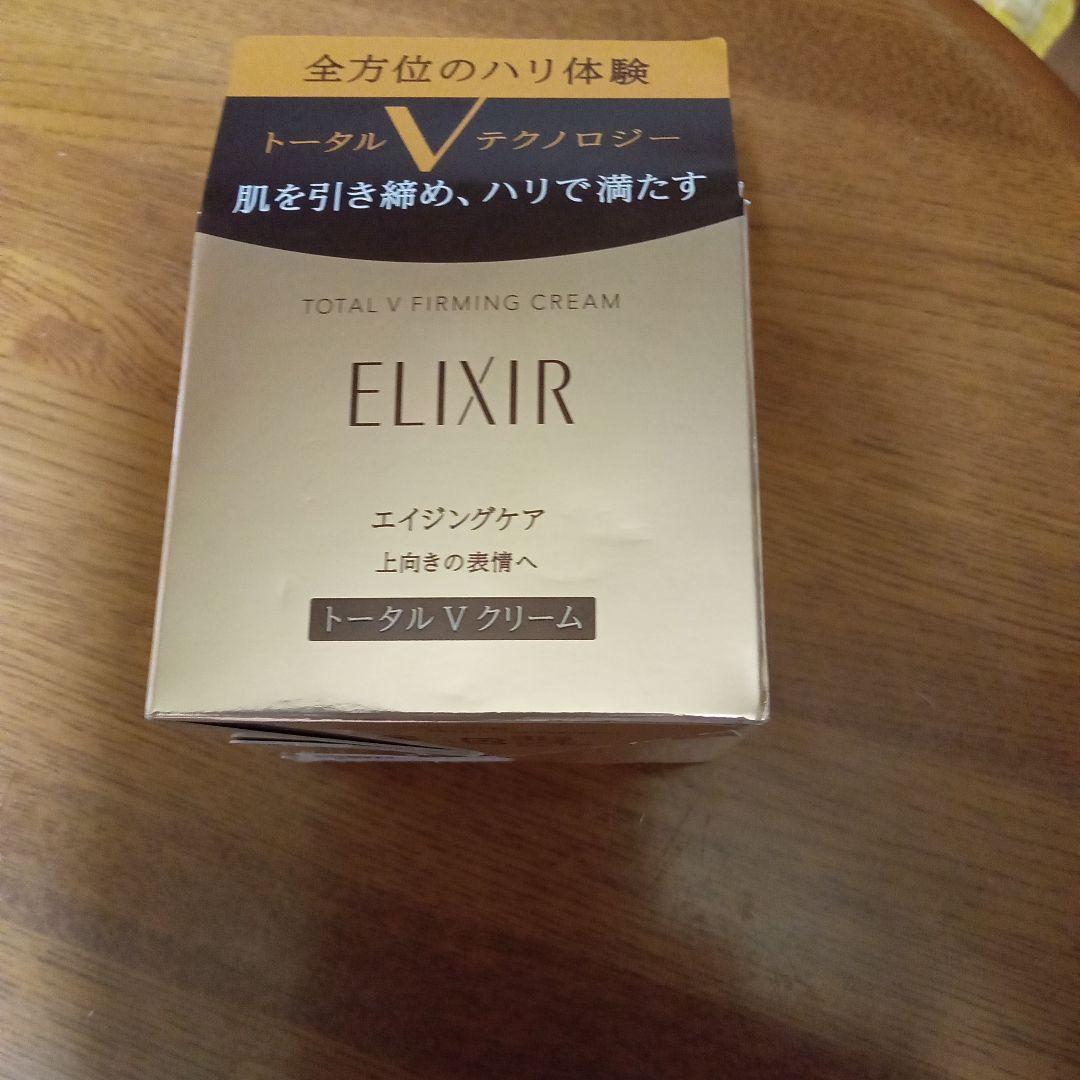 全方位のハリ体験
トータルVテクノロジー
肌を引き締め、ハリで満たす
TOTAL V FIRMING CREAM
ELIXIR
エイジングケア
上向きの表情へ
トータル V クリーム